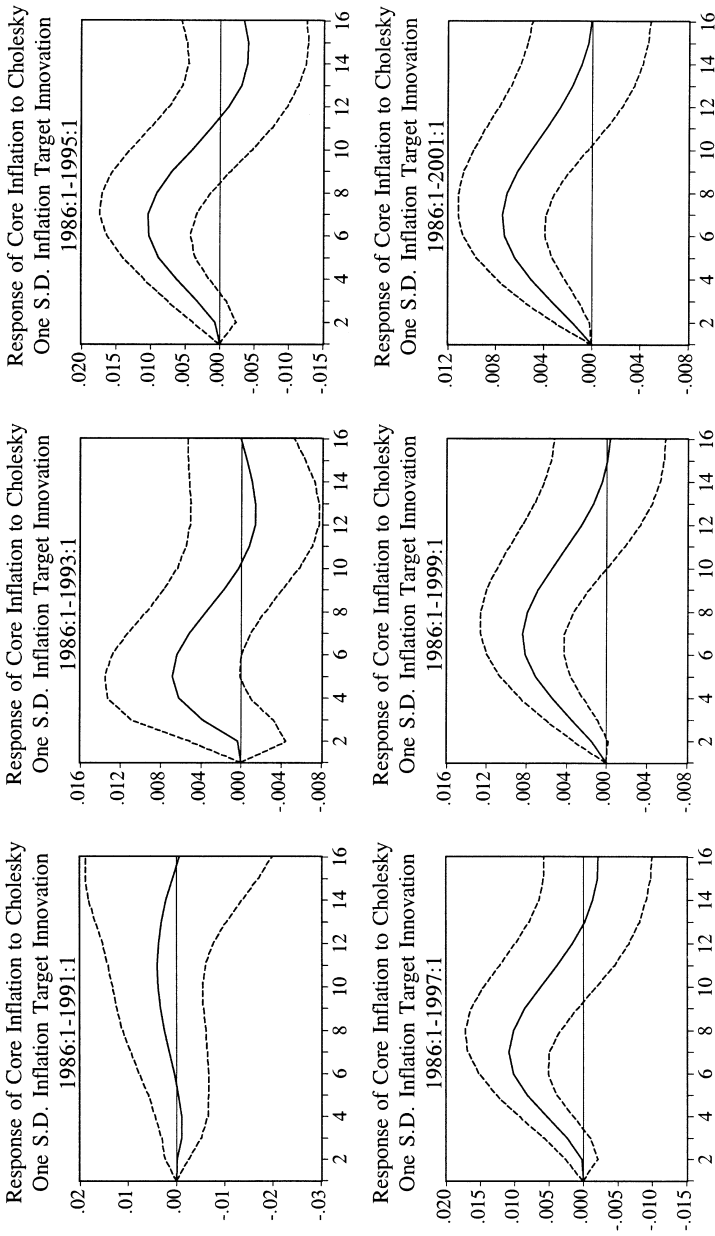 Response of Core Inflation to Cholesky
One S.D. Inflation Target Innovation
1986:1-1991:1
.02
.01
.00
-.01
-.02
-.03
2 4 6 8 10 12 14 16
Response of Core Inflation to Cholesky
One S.D. Inflation Target Innovation
1986:1-1993:1
.016
.012
.008
.004
.000
-.004
-.008
2 4 6 8 10 12 14 16
Response of Core Inflation to Cholesky
One S.D. Inflation Target Innovation
1986:1-1995:1
.020
.015
.010
.005
.000
-.005
-.010
-.015
2 4 6 8 10 12 14 16
Response of Core Inflation to Cholesky
One S.D. Inflation Target Innovation
1986:1-1997:1
.020
.015
.010
.005
.000
-.005
-.010
-.015
2 4 6 8 10 12 14 16
Response of Core Inflation to Cholesky
One S.D. Inflation Target Innovation
1986:1-1999:1
.016
.012
.008
.004
.000
-.004
-.008
2 4 6 8 10 12 14 16
Response of Core Inflation to Cholesky
One S.D. Inflation Target Innovation
1986:1-2001:1
.012
.008
.004
.000
-.004
-.008
2 4 6 8 10 12 14 16